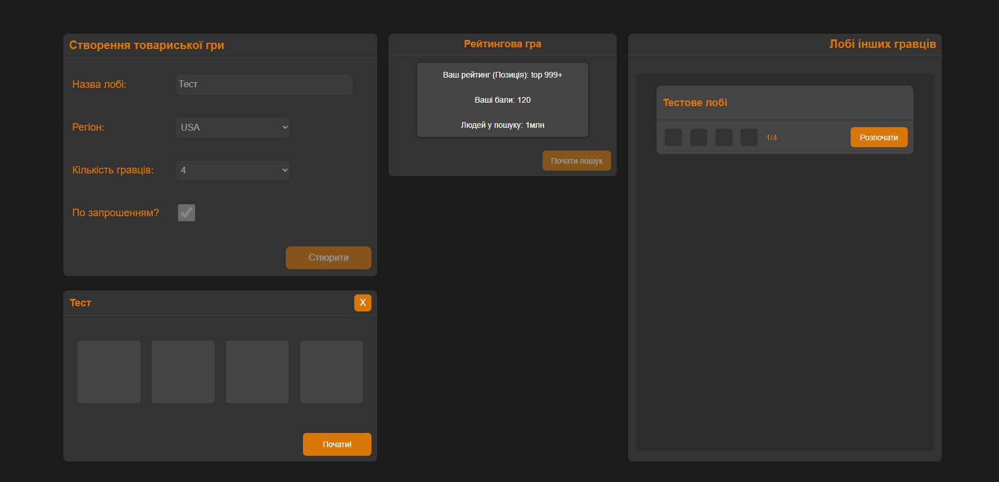 Створення товариської гри
Назва лобі:
Тест
Регіон:
USA
Кількість гравців:
4
По запрошенням?
Створити
Тест
X
Почати!
Рейтингова гра
Ваш рейтинг (Позиція): top 999+
Ваші бали: 120
Людей у пошуку: 1млн
Почати пошук
Лобі інших гравців
Тестове лобі
1/4
Розпочати